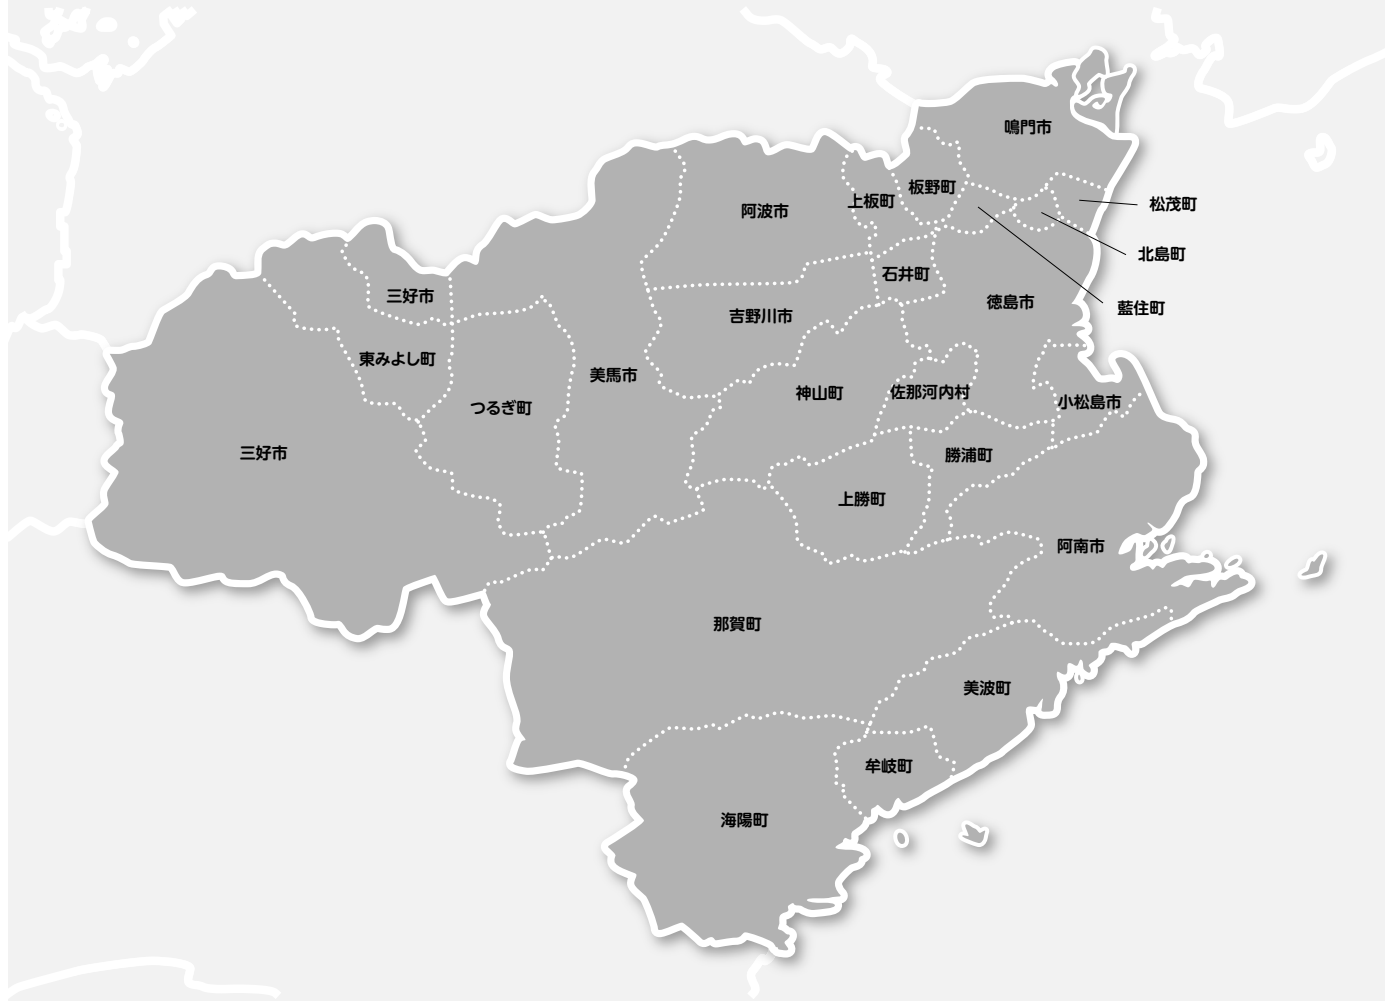 鳴門市
板野町
上板町
松茂町
阿波市
北島町
石井町
三好市
徳島市
藍住町
吉野川市
東みよし町
美馬市
神山町
佐那河内村
小松島市
つるぎ町
三好市
勝浦町
上勝町
阿南市
那賀町
美波町
牟岐町
海陽町